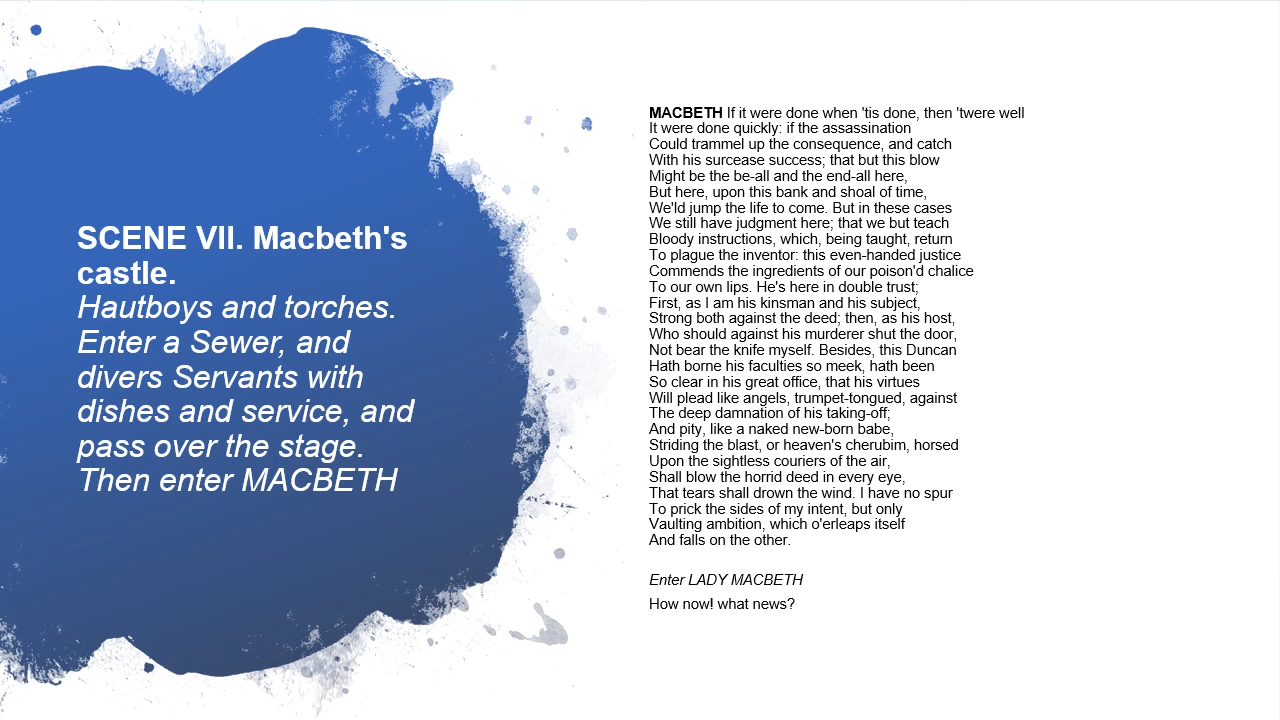 SCENE VII. Macbeth's
castle.
Hautboys and torches.
Enter a Sewer, and
divers Servants with
dishes and service, and
pass over the stage.
Then enter MACBETH
MACBETH If it were done when 'tis done, then 'twere well
It were done quickly: if the assassination
Could trammel up the consequence, and catch
With his surcease success; that but this blow
Might be the be-all and the end-all here,
But here, upon this bank and shoal of time,
We'ld jump the life to come. But in these cases
We still have judgment here; that we but teach
Bloody instructions, which, being taught, return
To plague the inventor: this even-handed justice
Commends the ingredients of our poison'd chalice
To our own lips. He's here in double trust;
First, as I am his kinsman and his subject,
Strong both against the deed; then, as his host,
Who should against his murderer shut the door,
Not bear the knife myself. Besides, this Duncan
Hath borne his faculties so meek, hath been
So clear in his great office, that his virtues
Will plead like angels, trumpet-tongued, against
The deep damnation of his taking-off;
And pity, like a naked new-born babe,
Striding the blast, or heaven's cherubim, horsed
Upon the sightless couriers of the air,
Shall blow the horrid deed in every eye,
That tears shall drown the wind. I have no spur
To prick the sides of my intent, but only
Vaulting ambition, which o'erleaps itself
And falls on the other.
Enter LADY MACBETH
How now! what news?